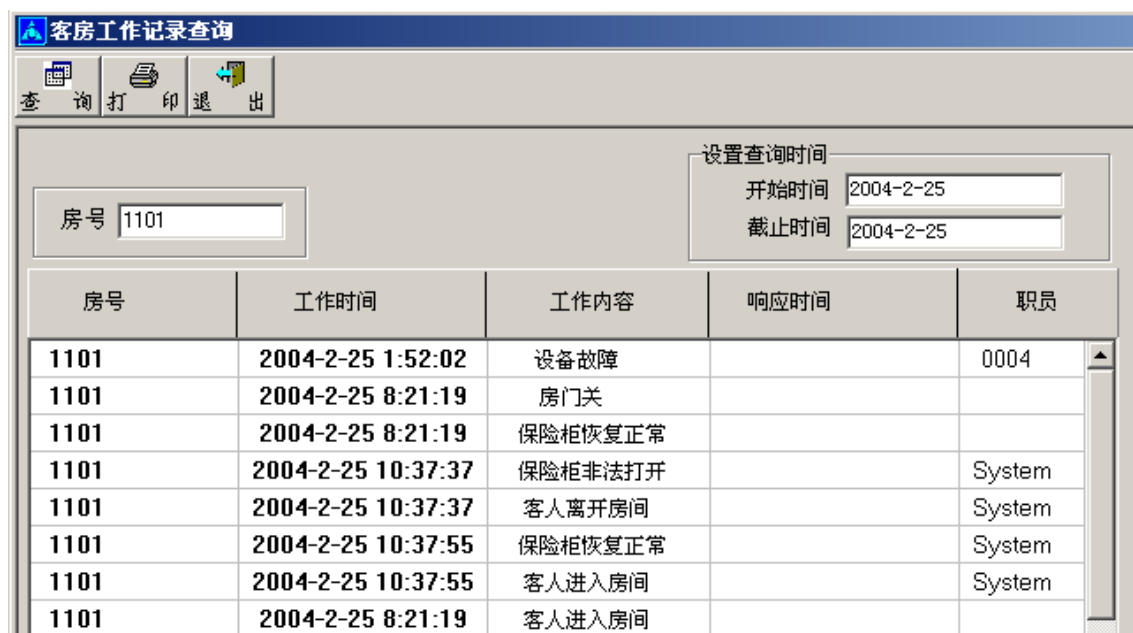 客房工作记录查询
查 询 打 印 退 出
设置查询时间
开始时间 2004-2-25
房号 1101
截止时间 2004-2-25
房号 工作时间 工作内容 响应时间 职员
1101 2004-2-25 1:52:02 设备故障 0004
1101 2004-2-25 8:21:19 房门关
1101 2004-2-25 8:21:19 保险柜恢复正常
1101 2004-2-25 10:37:37 保险柜非法打开 System
1101 2004-2-25 10:37:37 客人离开房间 System
1101 2004-2-25 10:37:55 保险柜恢复正常 System
1101 2004-2-25 10:37:55 客人进入房间 System
1101 2004-2-25 8:21:19 客人进入房间